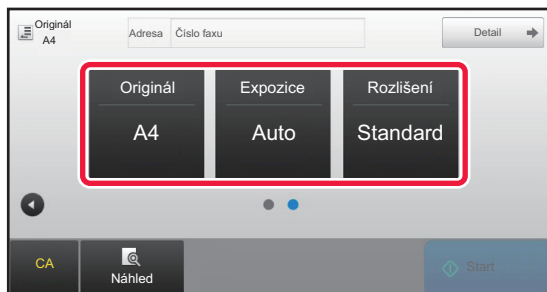 Originál
A4
Adresa Číslo faxu
Detail
Originál
A4
Expozice
Auto
Rozlišení
Standard
CA
Náhled
Start